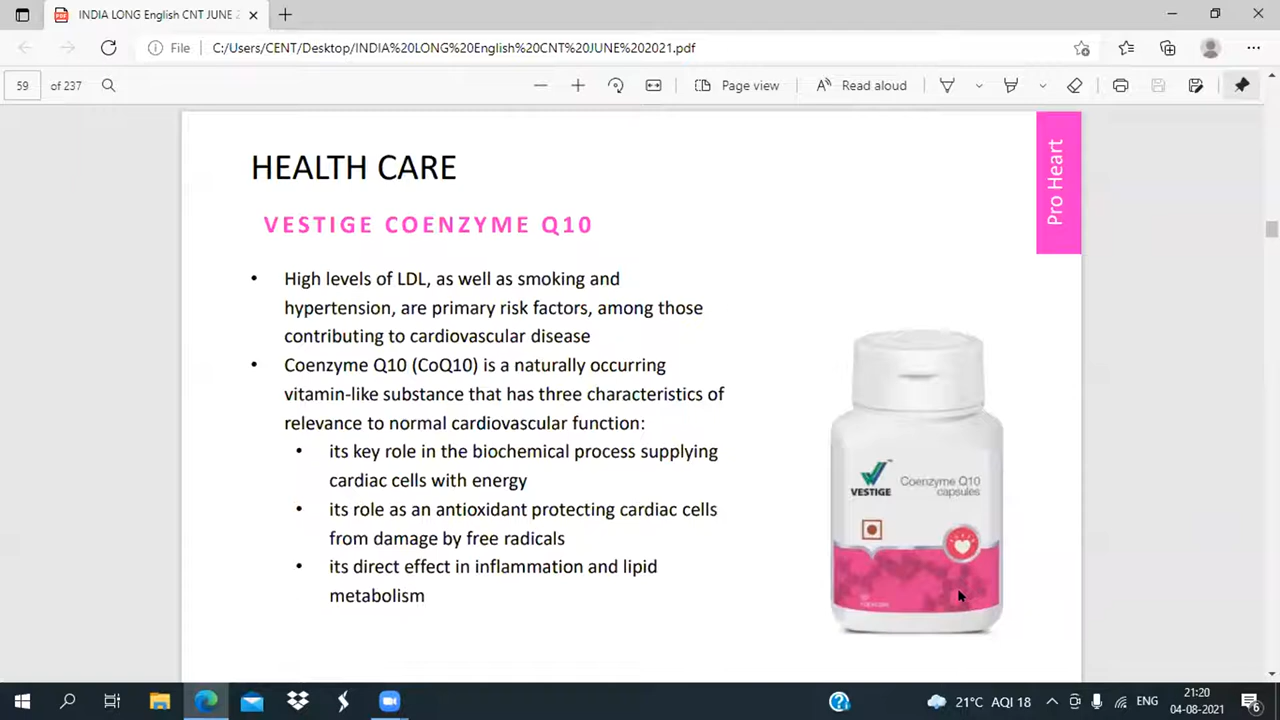 INDIA LONG English CNT JUNE 2
File
C:/Users/CENT/Desktop/INDIA%20LONG%20English%20CNT%20JUNE%202021.pdf
59 of 237
Page view
Read aloud
Pro Heart
HEALTH CARE
VESTIGE COENZYME Q10
• High levels of LDL, as well as smoking and
hypertension, are primary risk factors, among those
contributing to cardiovascular disease
• Coenzyme Q10 (CoQ10) is a naturally occurring
vitamin-like substance that has three characteristics of
relevance to normal cardiovascular function:
• its key role in the biochemical process supplying
cardiac cells with energy
• its role as an antioxidant protecting cardiac cells
from damage by free radicals
• its direct effect in inflammation and lipid
metabolism
VESTIGE
Coenzyme Q10
capsules
21°C AQI 18
ENG
21:20
04-08-2021
6